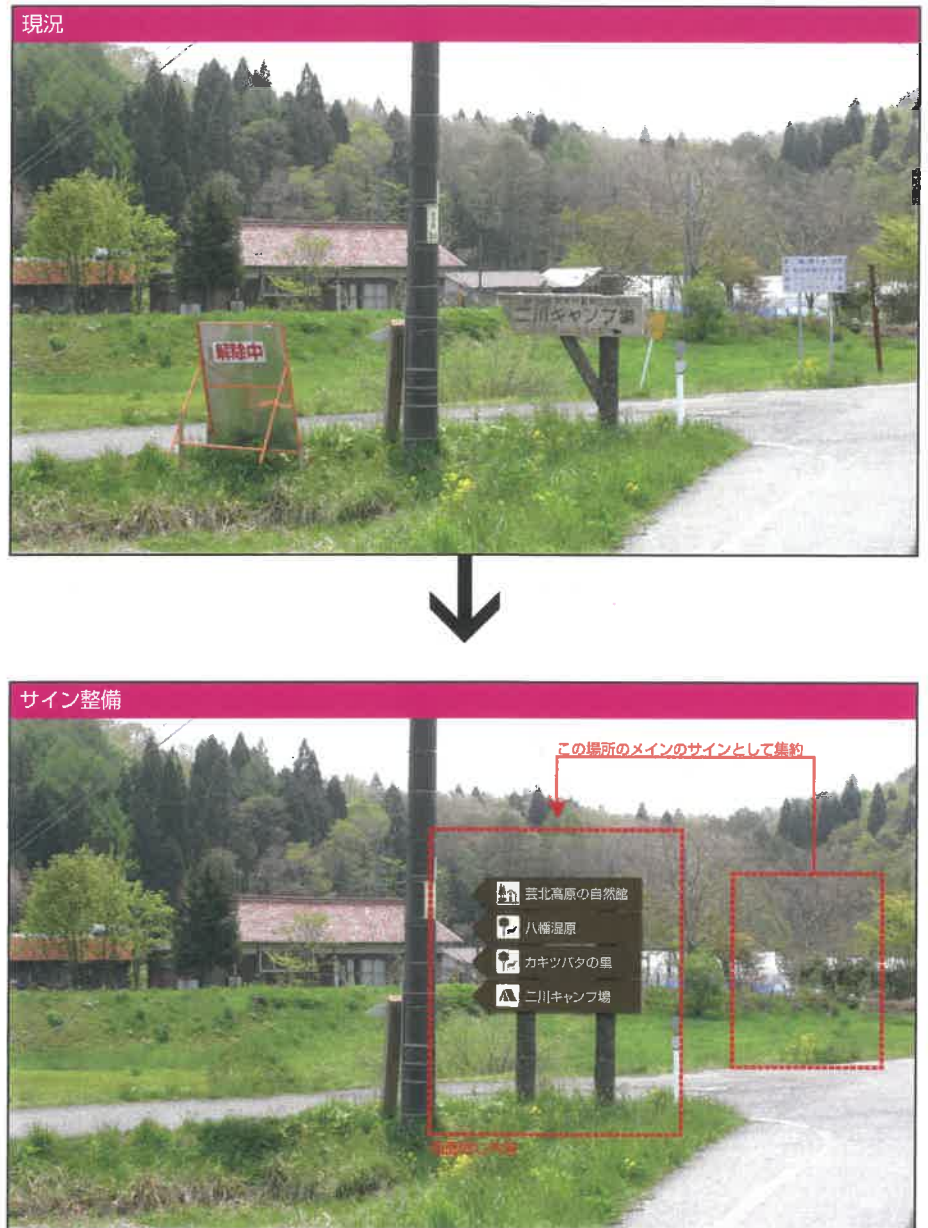 現況
解除中
二川キャンプ場
サイン整備
この場所のメインのサインとして集約
芸北高原の自然館
八幡湿原
カキツバタの里
二川キャンプ場